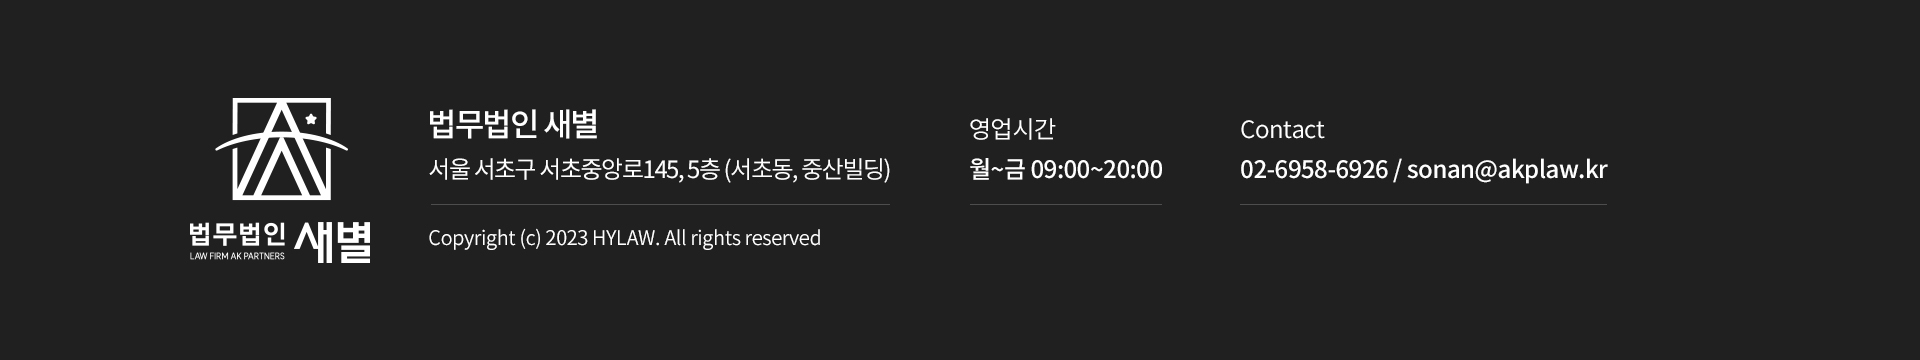 법무법인 새별
LAW FIRM AK PARTNERS
법무법인 새별
서울 서초구 서초중앙로145, 5층 (서초동, 중산빌딩)
Copyright (c) 2023 HYLAW. All rights reserved
영업시간
월~금 09:00~20:00
Contact
02-6958-6926 / sonan@akplaw.kr